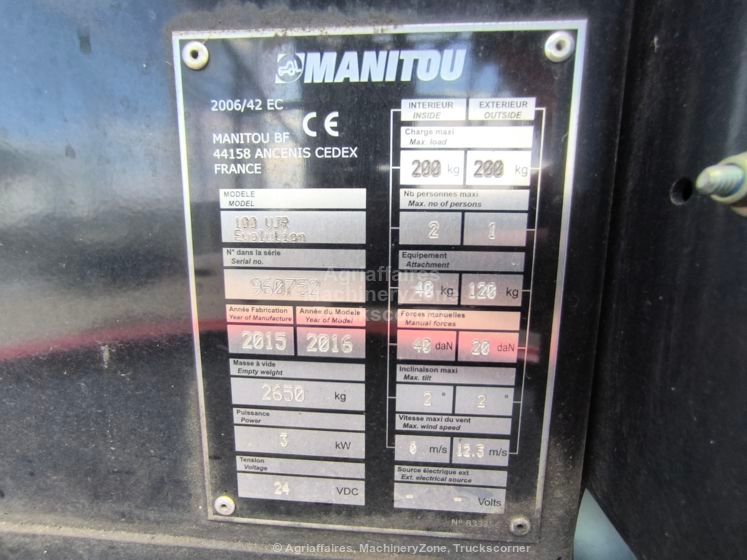 MANITOU
2006/42 EC
CE
MANITOU BF
44158 ANCENIS CEDEX
FRANCE
MODELE
MODEL
100 VJR
Evolution
N° dans la série
Serial no.
960752
Année Fabrication
Year of Manufacture
Année du Modele
Year of Model
2015
2016
Masse à vide
Empty weight
2650 kg
Puissance
Power
3 kW
Tension
Voltage
24 VDC
INTERIEUR EXTERIEUR
INSIDE OUTSIDE
Charge maxi
Max. load
200 kg 200 kg
Nb personnes maxi
Max. no of persons
2 1
Equipement
Attachment
40 kg 120 kg
Forces manuelles
Manual forces
40 daN 20 daN
Inclinaison maxi
Max. tilt
2 ° 2 °
Vitesse maxi du vent
Max. wind speed
0 m/s 12.5 m/s
Source électrique ext.
Ext. electrical source
- - Volts
Agriaffaires
MachineryZone
Truckscorner
© Agriaffaires, MachineryZone, Truckscorner